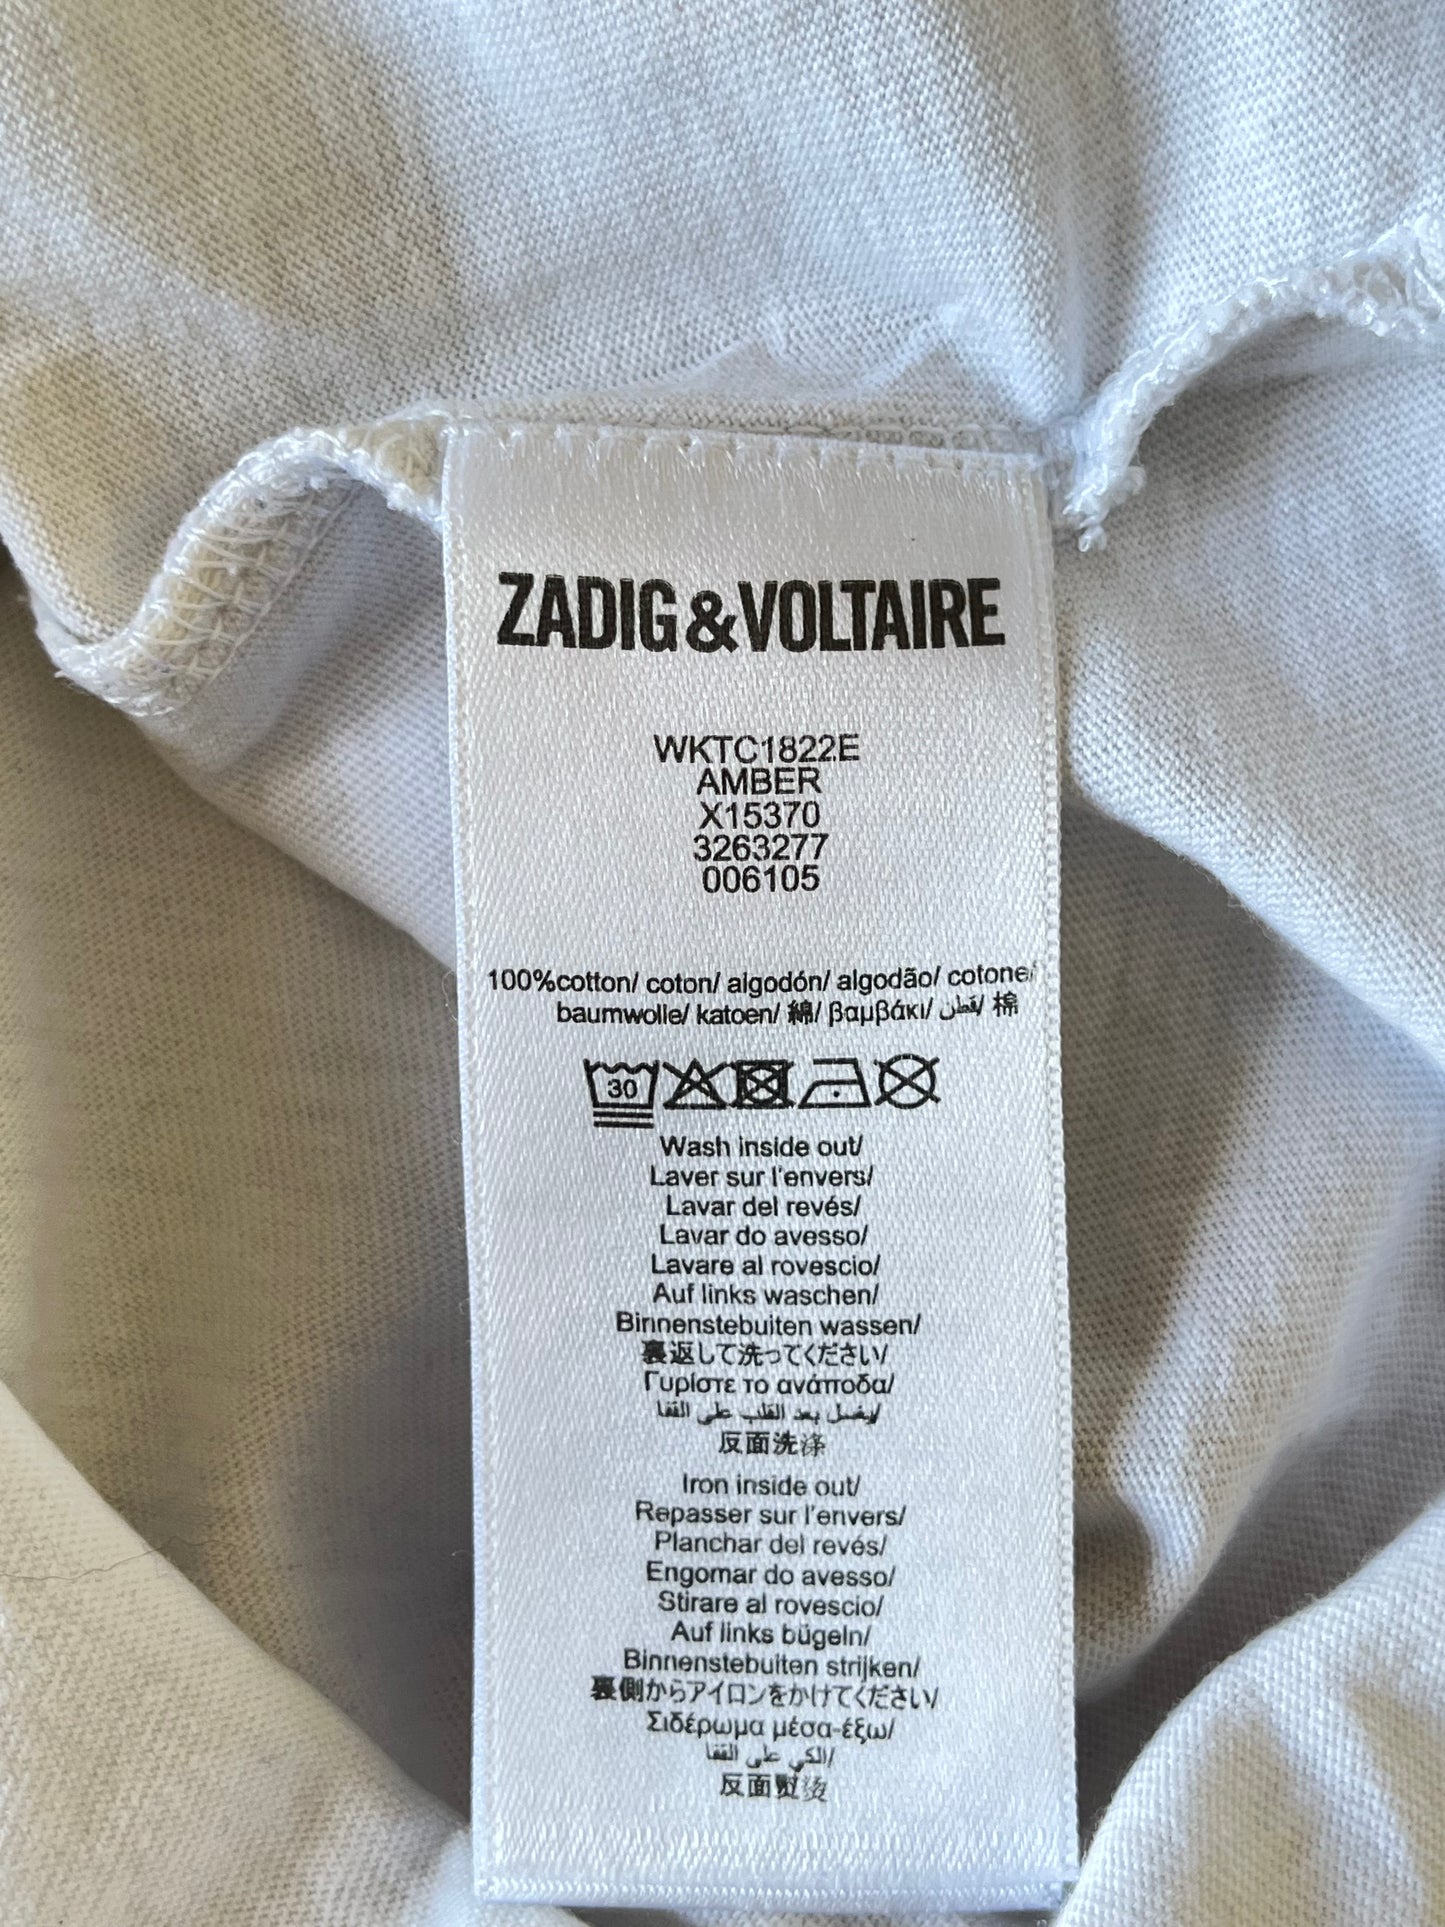 ZADIG&VOLTAIRE
WKTC1822E
AMBER
X15370
3263277
006105
100%cotton/ coton/ algodón/ algodão/ cotone/
baumwolle/ katoen/ 綿/ βαμβάκι/ قطن/ 棉
30
Wash inside out/
Laver sur l'envers/
Lavar del revés/
Lavar do avesso/
Lavare al rovescio/
Auf links waschen/
Binnenstebuiten wassen/
裏返して洗ってください/
Γυρίστε το ανάποδα/
يغسل بعد القلب على القفا/
反面洗涤
Iron inside out/
Repasser sur l'envers/
Planchar del revés/
Engomar do avesso/
Stirare al rovescio/
Auf links bügeln/
Binnenstebuiten strijken/
裏側からアイロンをかけてください/
Σιδέρωμα μέσα-έξω/
الكي على القفا/
反面熨烫